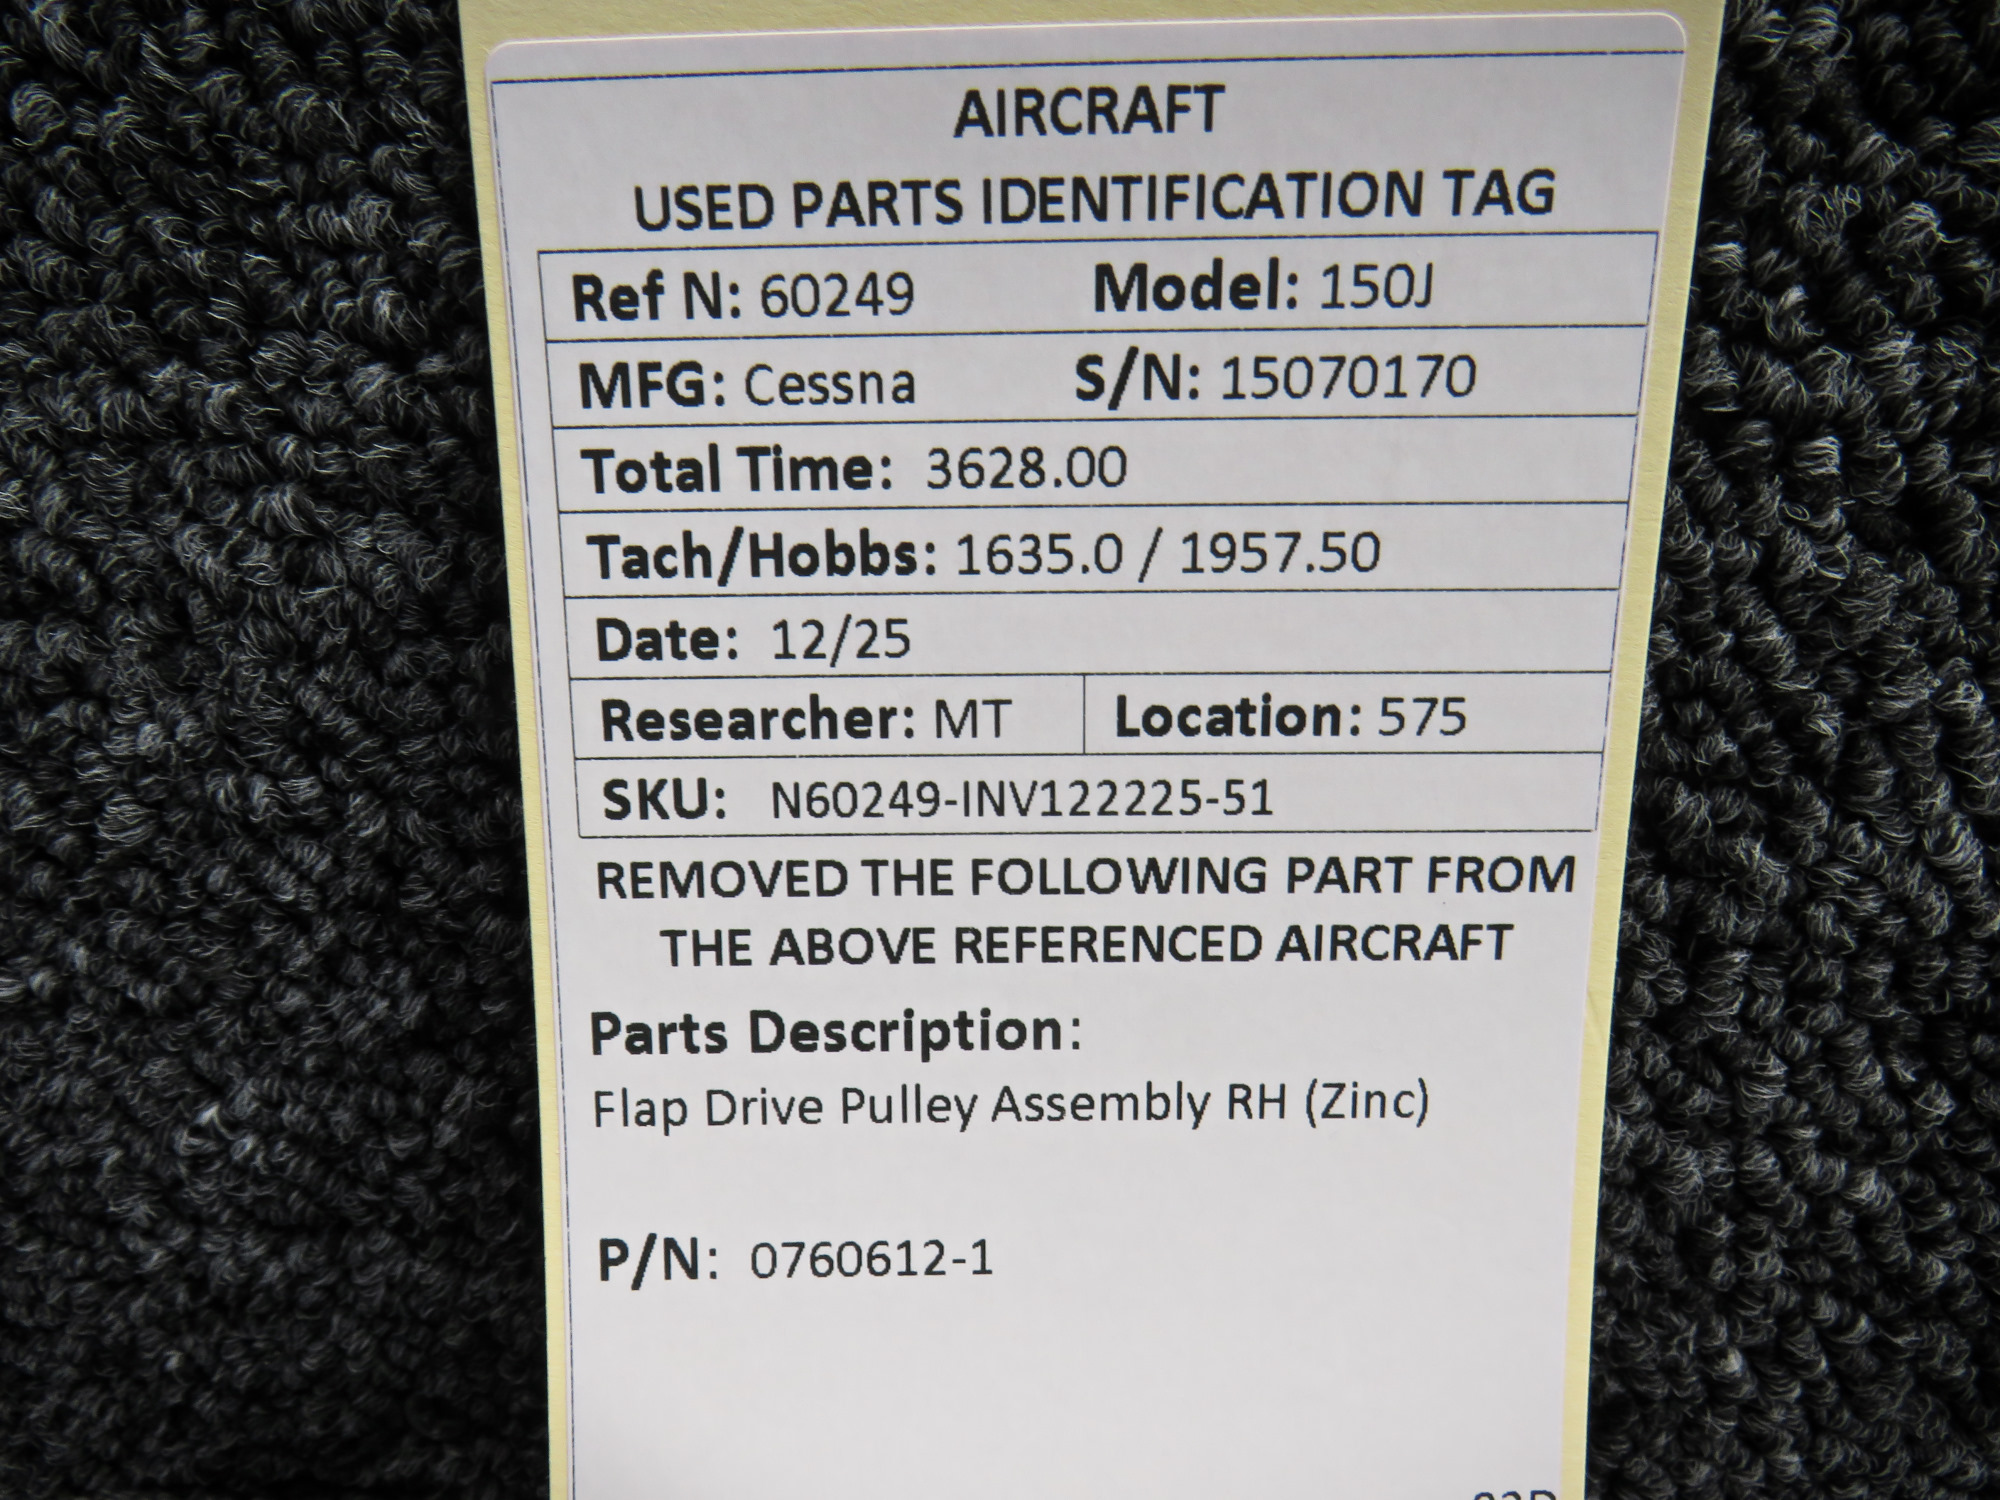 AIRCRAFT
USED PARTS IDENTIFICATION TAG
Ref N: 60249 Model: 150J
MFG: Cessna S/N: 15070170
Total Time: 3628.00
Tach/Hobbs: 1635.0 / 1957.50
Date: 12/25
Researcher: MT Location: 575
SKU: N60249-INV122225-51
REMOVED THE FOLLOWING PART FROM
THE ABOVE REFERENCED AIRCRAFT
Parts Description:
Flap Drive Pulley Assembly RH (Zinc)
P/N: 0760612-1